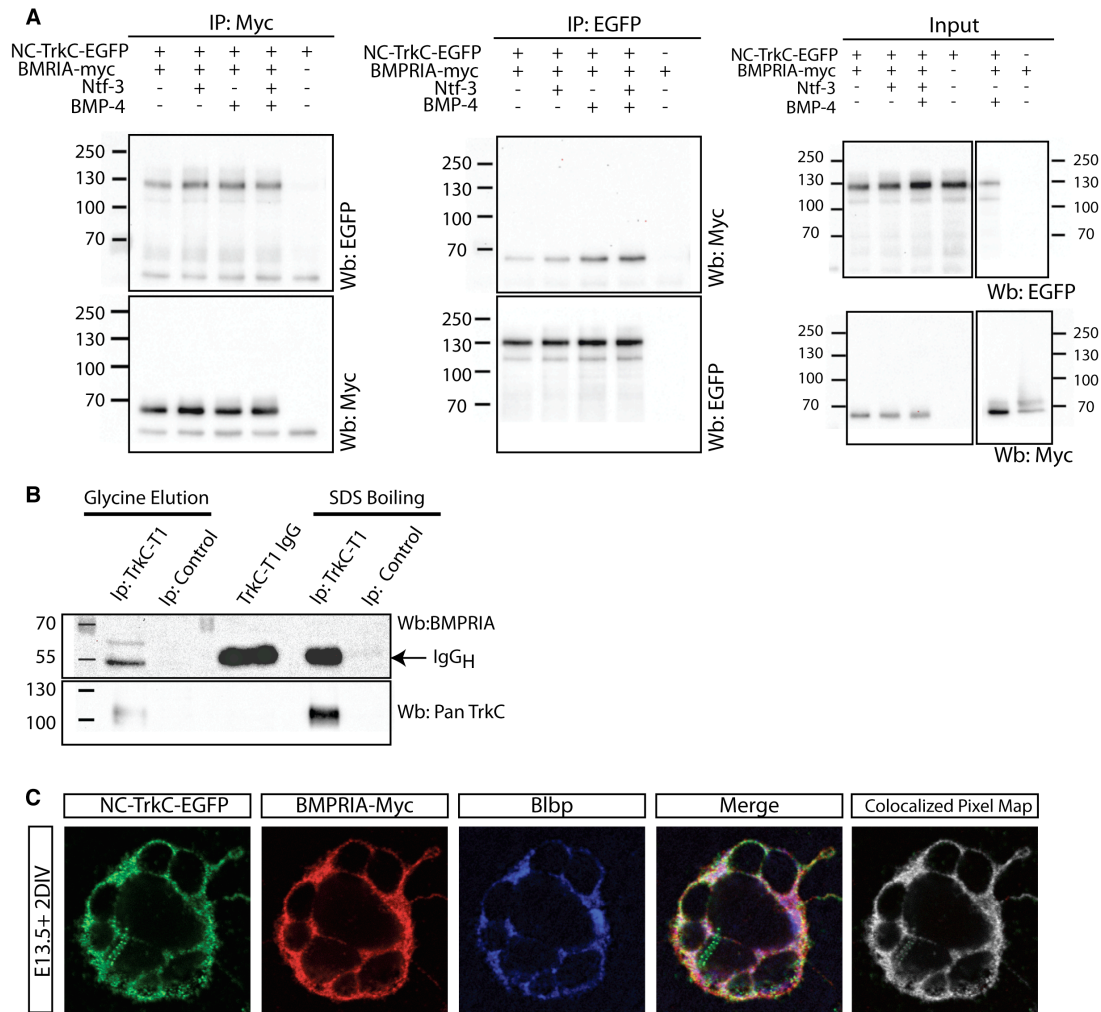 A
IP: Myc
NC-TrkC-EGFP + + + + +
BMRIA-myc + + + + -
Ntf-3 - + - + -
BMP-4 - - + + -
250
130
100
70
Wb: EGFP
250
130
100
70
Wb: Myc
IP: EGFP
NC-TrkC-EGFP + + + + -
BMPRIA-myc + + + + +
Ntf-3 - + - + -
BMP-4 - - + + -
250
130
100
70
Wb: Myc
250
130
100
70
Wb: EGFP
Input
NC-TrkC-EGFP + + + + + -
BMPRIA-myc + + + - + +
Ntf-3 - + + - - -
BMP-4 - - + - + -
250
130
100
70
250
130
100
70
Wb: EGFP
250
130
100
70
250
130
100
70
Wb: Myc
B
Glycine Elution
SDS Boiling
Ip: TrkC-T1
Ip: Control
TrkC-T1 IgG
Ip: TrkC-T1
Ip: Control
70
55
Wb:BMPRIA
IgGH
130
100
Wb: Pan TrkC
C
NC-TrkC-EGFP
BMPRIA-Myc
Blbp
Merge
Colocalized Pixel Map
E13.5+ 2DIV